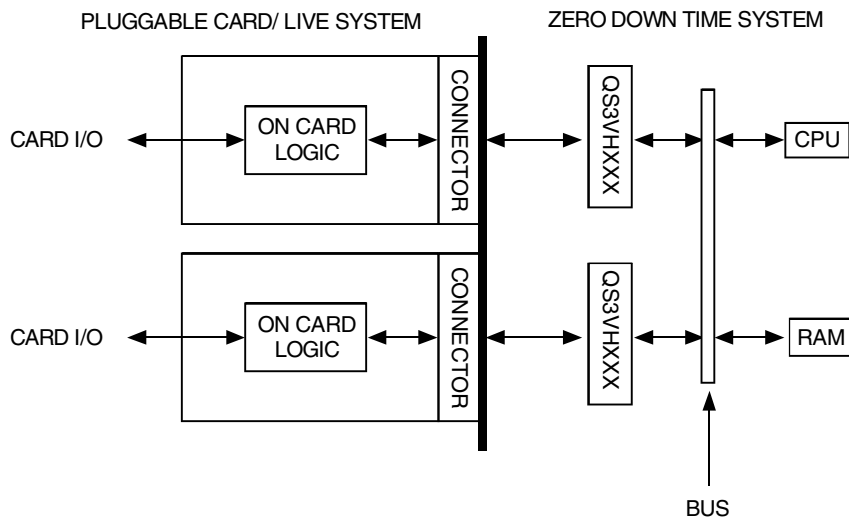 PLUGGABLE CARD/ LIVE SYSTEM
ZERO DOWN TIME SYSTEM
CARD I/O
ON CARD
LOGIC
CONNECTOR
QS3VHXXX
CPU
CARD I/O
ON CARD
LOGIC
CONNECTOR
QS3VHXXX
RAM
BUS